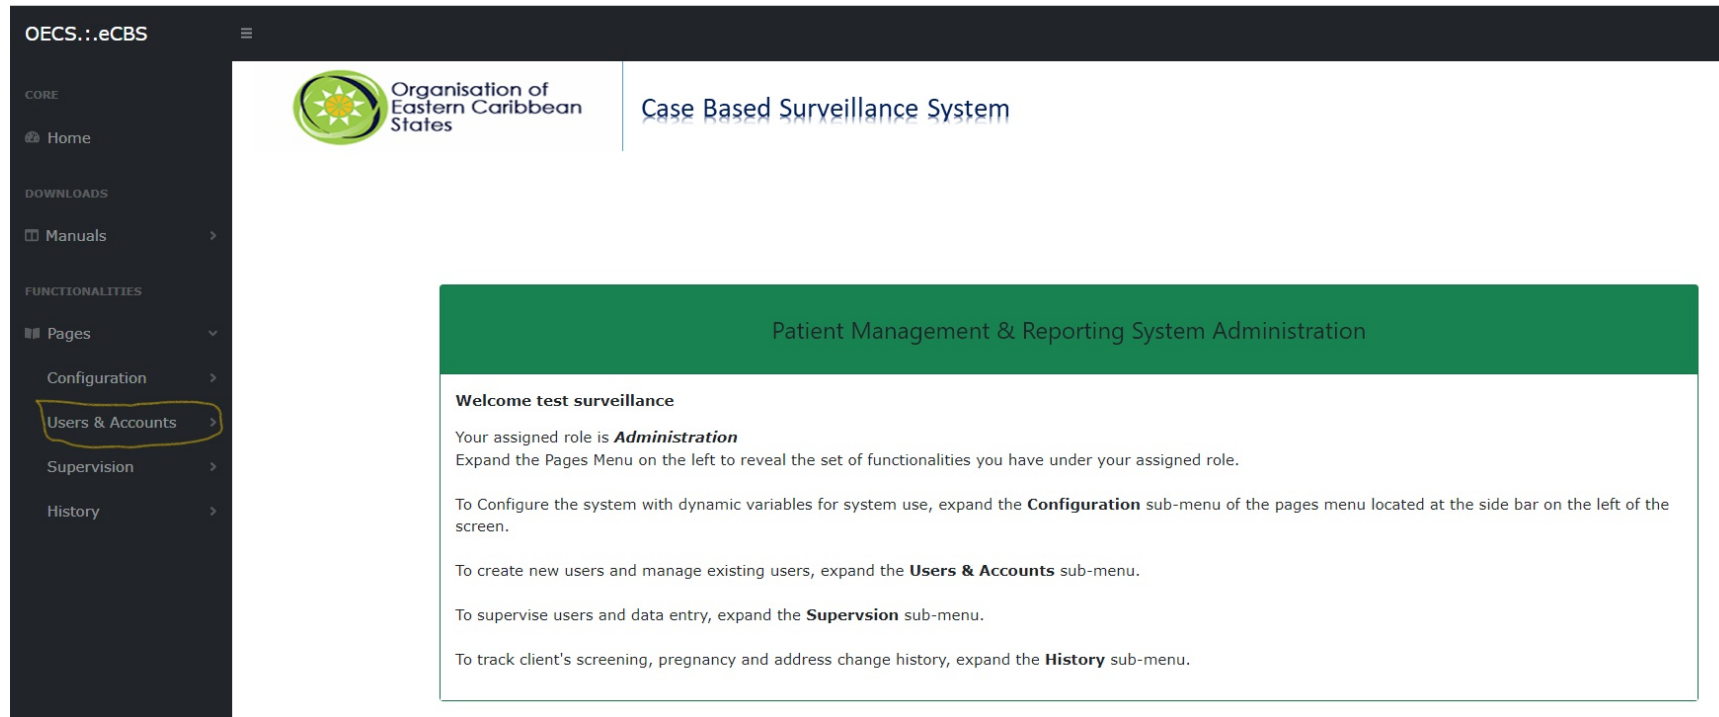 OECS.:.eCBS
CORE
Home
DOWNLOADS
Manuals
FUNCTIONALITIES
Pages
Configuration
Users & Accounts
Supervision
History
Organisation of
Eastern Caribbean
States
Case Based Surveillance System
Patient Management & Reporting System Administration
Welcome test surveillance
Your assigned role is Administration
Expand the Pages Menu on the left to reveal the set of functionalities you have under your assigned role.
To Configure the system with dynamic variables for system use, expand the Configuration sub-menu of the pages menu located at the side bar on the left of the
screen.
To create new users and manage existing users, expand the Users & Accounts sub-menu.
To supervise users and data entry, expand the Supervsion sub-menu.
To track client's screening, pregnancy and address change history, expand the History sub-menu.